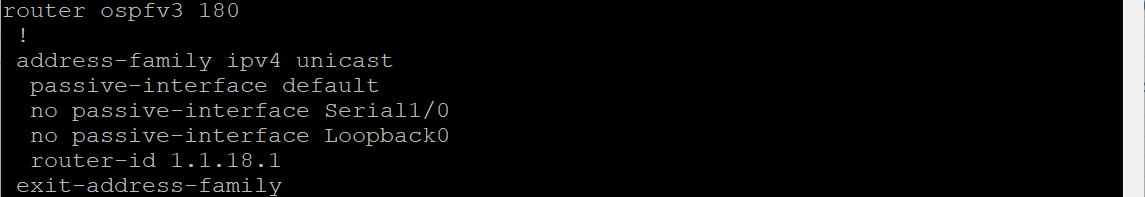 router ospfv3 180
 !
 address-family ipv4 unicast
  passive-interface default
  no passive-interface Serial1/0
  no passive-interface Loopback0
  router-id 1.1.18.1
 exit-address-family